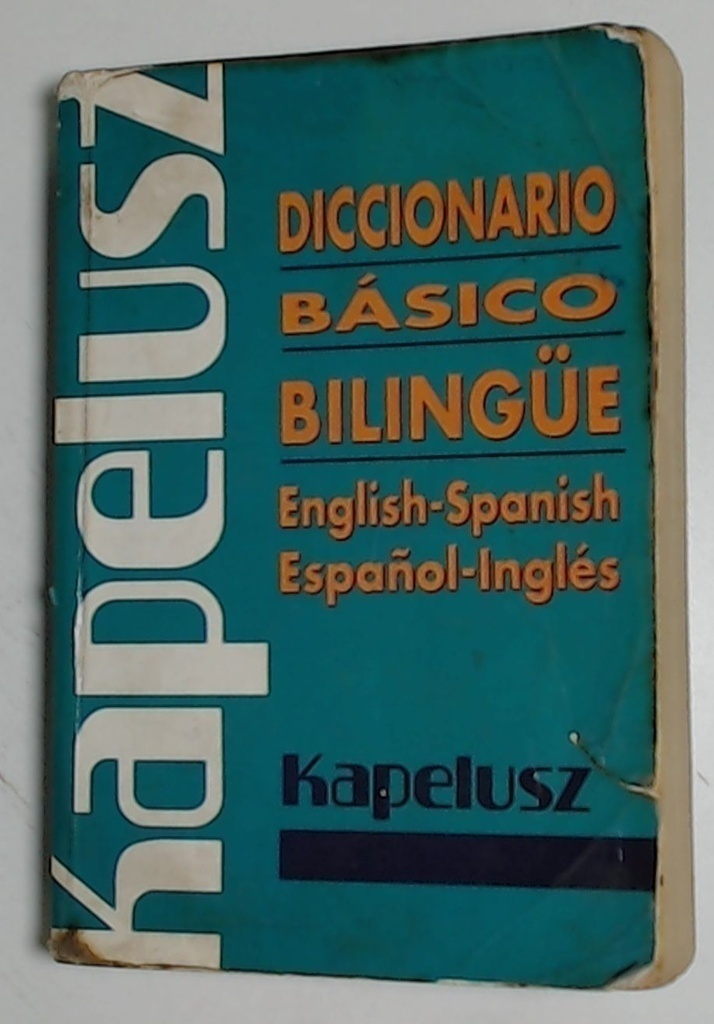 Kapelusz
DICCIONARIO
BÁSICO
BILINGÜE
English-Spanish
Español-Inglés
Kapelusz